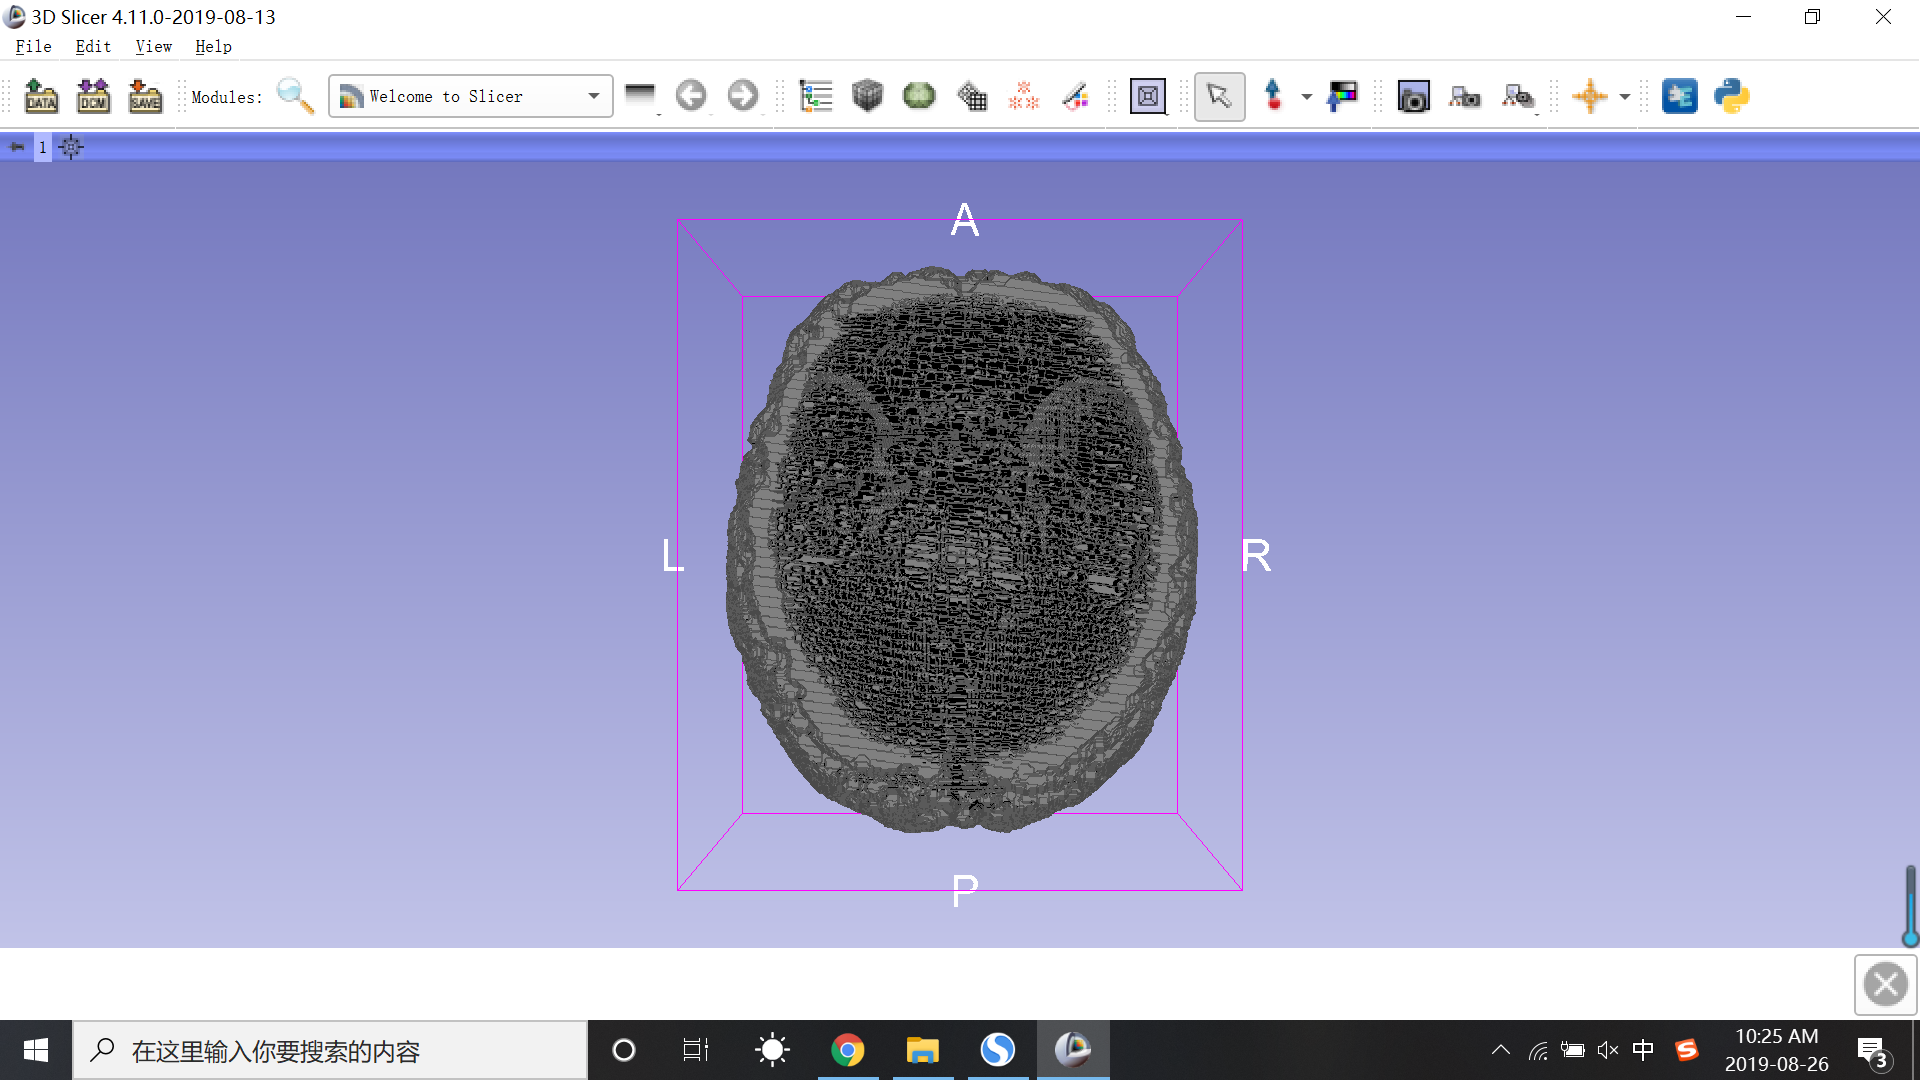 3D Slicer 4.11.0-2019-08-13
File Edit View Help
DATA DCM SAVE Modules: Welcome to Slicer
1
A
L R
P
在这里输入你要搜索的内容
中
10:25 AM
2019-08-26
3